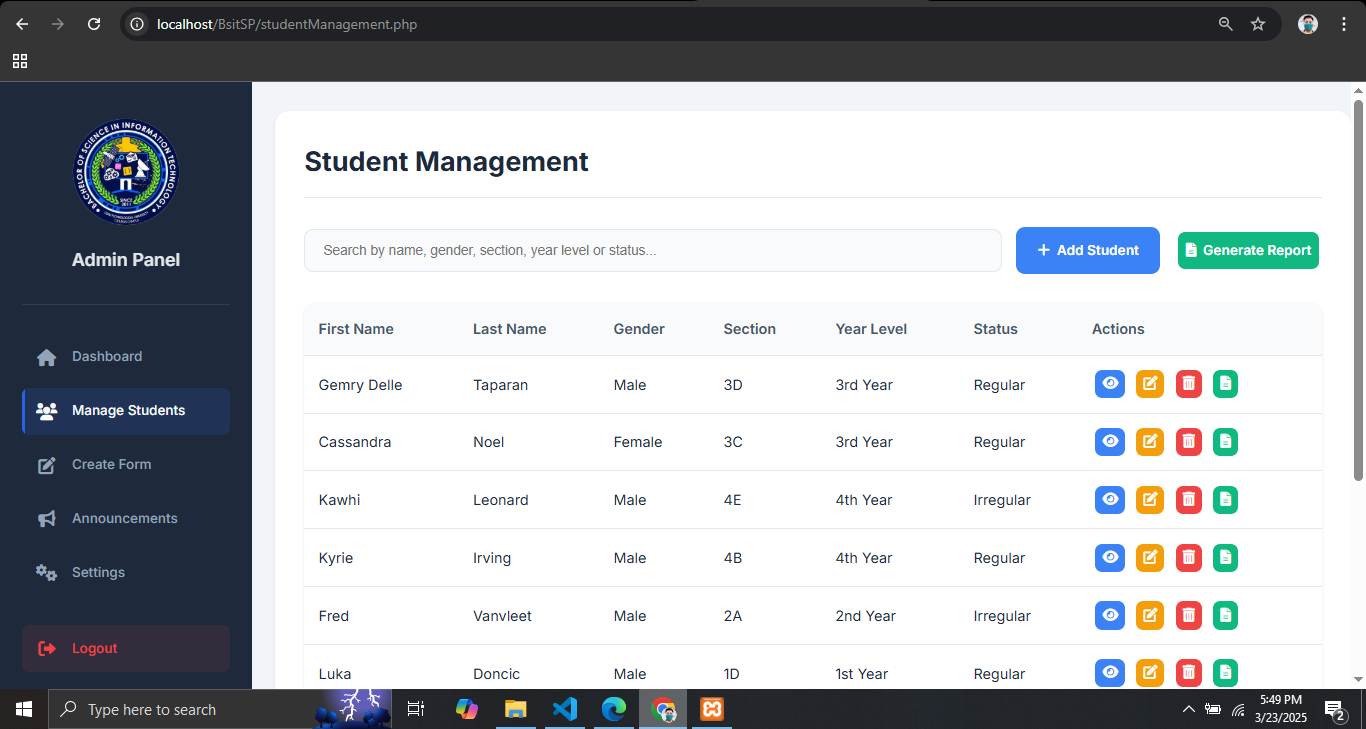 localhost/BsitSP/studentManagement.php
BACHELOR OF SCIENCE IN INFORMATION TECHNOLOGY
SINCE
2011
Admin Panel
Dashboard
Manage Students
Create Form
Announcements
Settings
Logout
Student Management
Search by name, gender, section, year level or status...
+ Add Student
Generate Report
First Name Last Name Gender Section Year Level Status Actions
Gemry Delle Taparan Male 3D 3rd Year Regular
Cassandra Noel Female 3C 3rd Year Regular
Kawhi Leonard Male 4E 4th Year Irregular
Kyrie Irving Male 4B 4th Year Regular
Fred Vanvleet Male 2A 2nd Year Irregular
Luka Doncic Male 1D 1st Year Regular
Type here to search
5:49 PM
3/23/2025
2